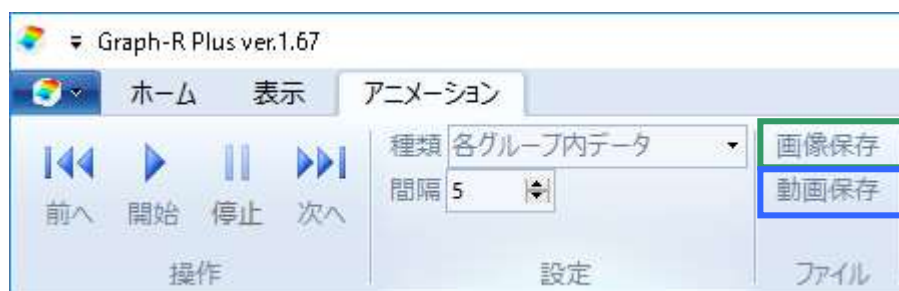 Graph-R Plus ver.1.67
ホーム 表示 アニメーション
種類 各グループ内データ 画像保存
間隔 5 動画保存
前へ 開始 停止 次へ
操作 設定 ファイル